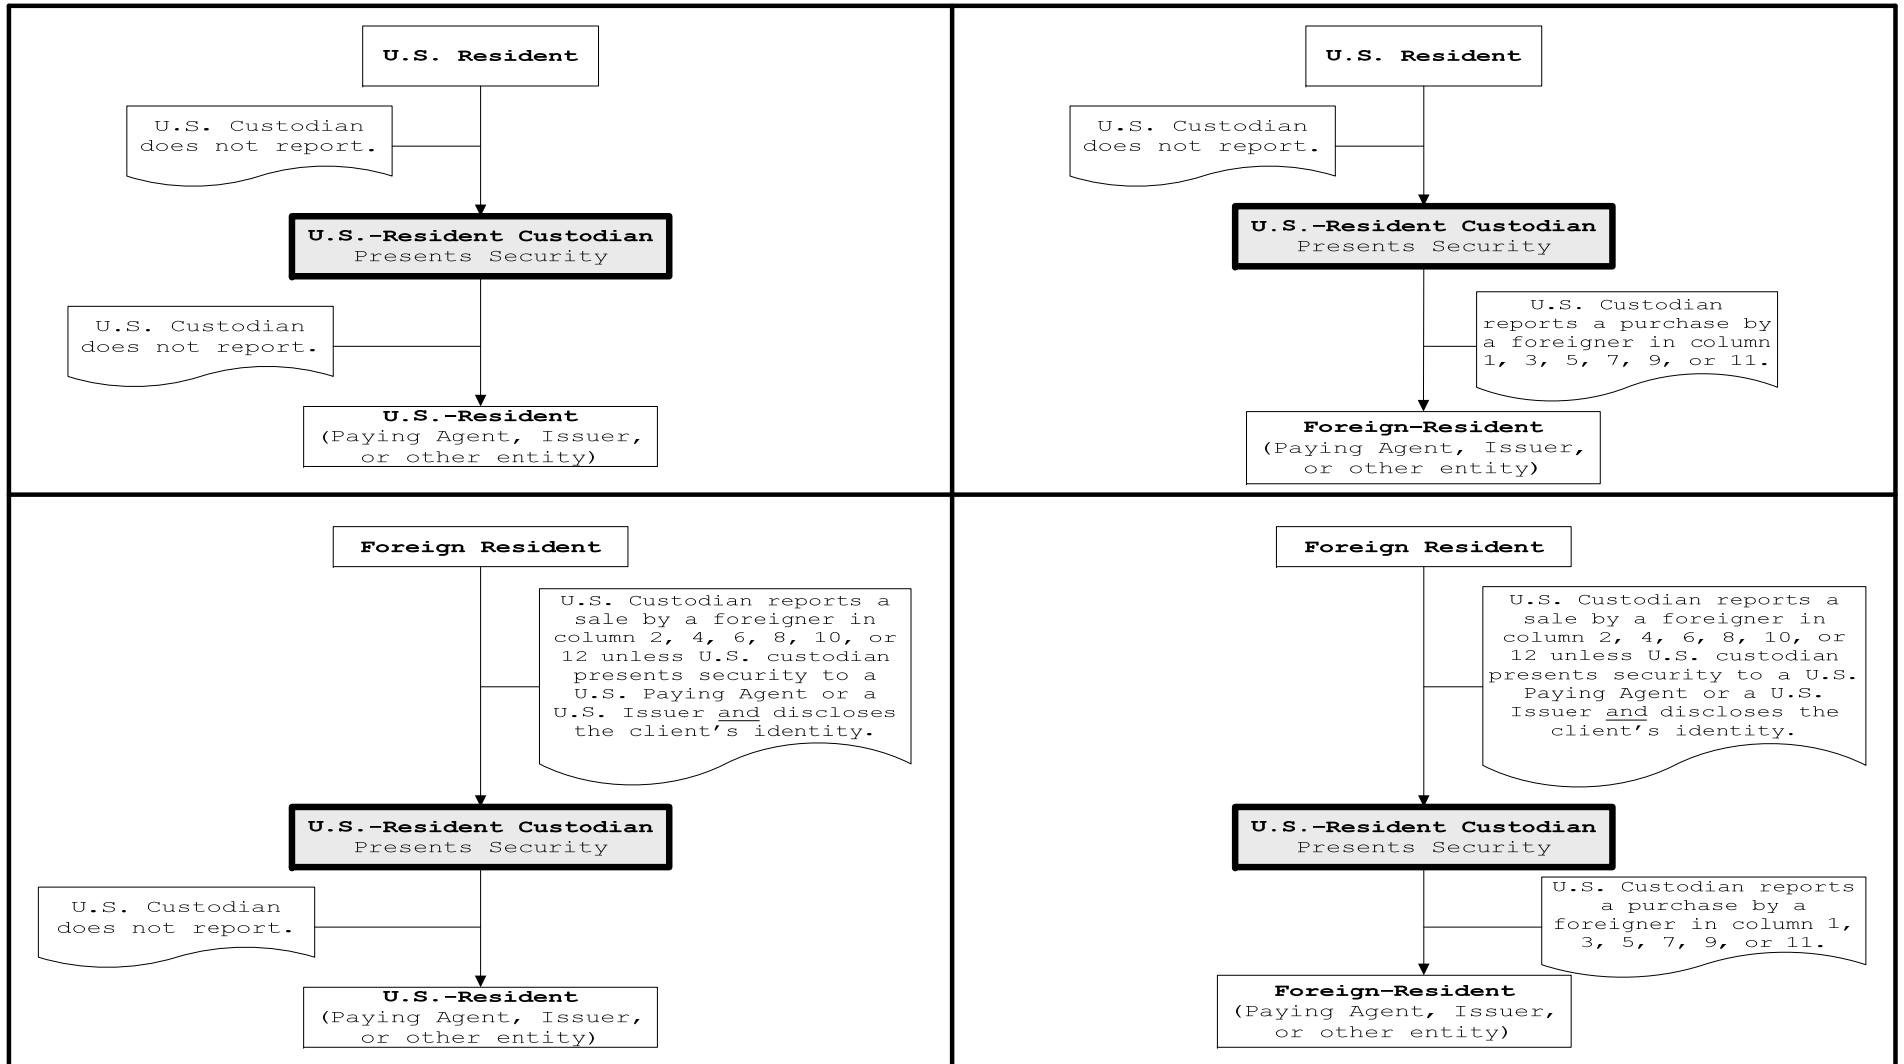 U.S. Resident
U.S. Custodian
does not report.
U.S.-Resident Custodian
Presents Security
U.S. Custodian
does not report.
U.S.-Resident
(Paying Agent, Issuer,
or other entity)
U.S. Resident
U.S. Custodian
does not report.
U.S.-Resident Custodian
Presents Security
U.S. Custodian
reports a purchase by
a foreigner in column
1, 3, 5, 7, 9, or 11.
Foreign-Resident
(Paying Agent, Issuer,
or other entity)
Foreign Resident
U.S. Custodian reports a
sale by a foreigner in
column 2, 4, 6, 8, 10, or
12 unless U.S. custodian
presents security to a
U.S. Paying Agent or a
U.S. Issuer and discloses
the client's identity.
U.S.-Resident Custodian
Presents Security
U.S. Custodian
does not report.
U.S.-Resident
(Paying Agent, Issuer,
or other entity)
Foreign Resident
U.S. Custodian reports a
sale by a foreigner in
column 2, 4, 6, 8, 10, or
12 unless U.S. custodian
presents security to a U.S.
Paying Agent or a U.S.
Issuer and discloses the
client's identity.
U.S.-Resident Custodian
Presents Security
U.S. Custodian reports
a purchase by a
foreigner in column 1,
3, 5, 7, 9, or 11.
Foreign-Resident
(Paying Agent, Issuer,
or other entity)